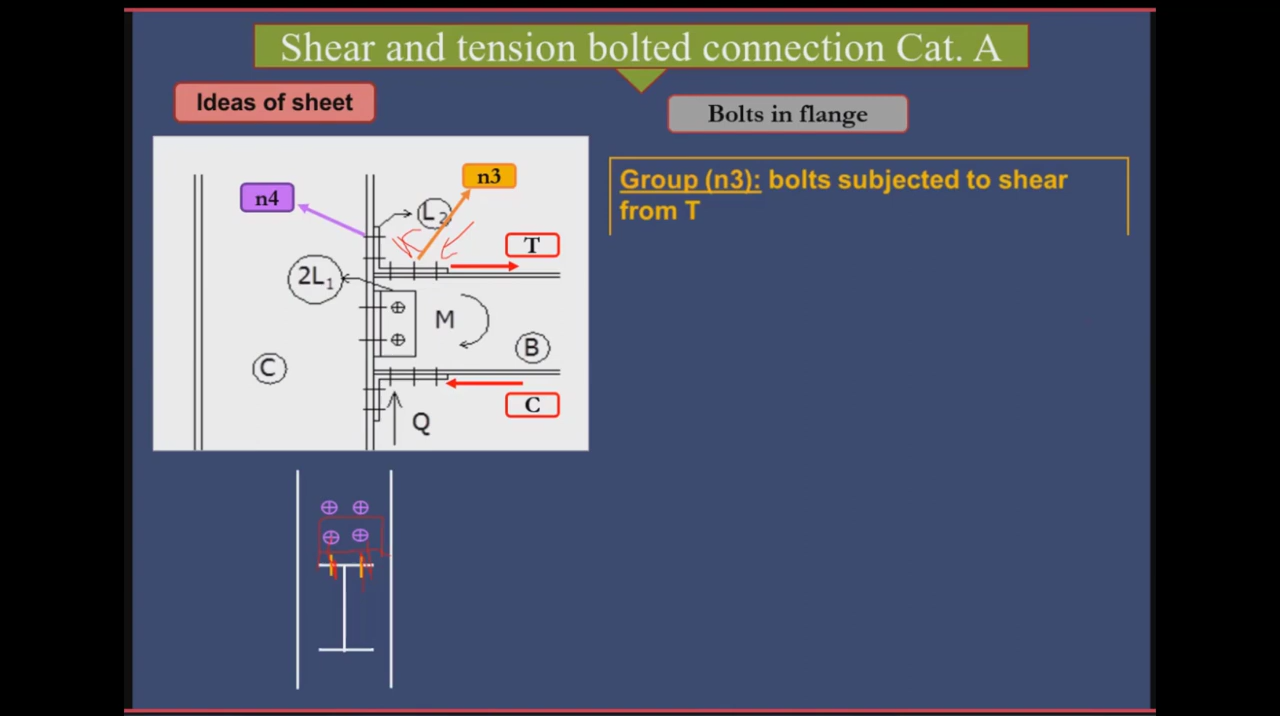 Shear and tension bolted connection Cat. A
Ideas of sheet
Bolts in flange
n4
n3
L2
T
2L1
M
B
C
C
Q
Group (n3): bolts subjected to shear
from T